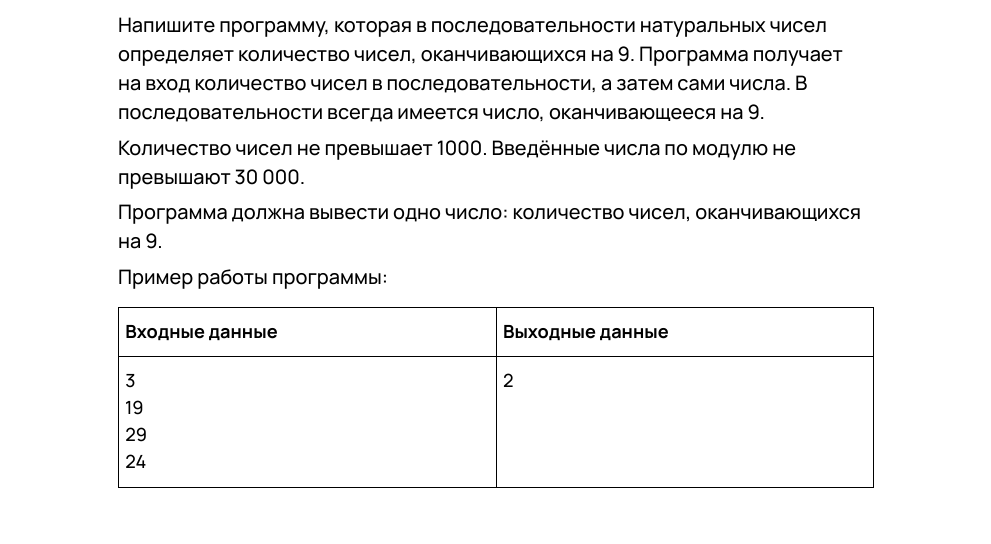 Напишите программу, которая в последовательности натуральных чисел
определяет количество чисел, оканчивающихся на 9. Программа получает
на вход количество чисел в последовательности, а затем сами числа. В
последовательности всегда имеется число, оканчивающееся на 9.
Количество чисел не превышает 1000. Введённые числа по модулю не
превышают 30 000.
Программа должна вывести одно число: количество чисел, оканчивающихся
на 9.
Пример работы программы:
Входные данные Выходные данные
3 2
19
29
24